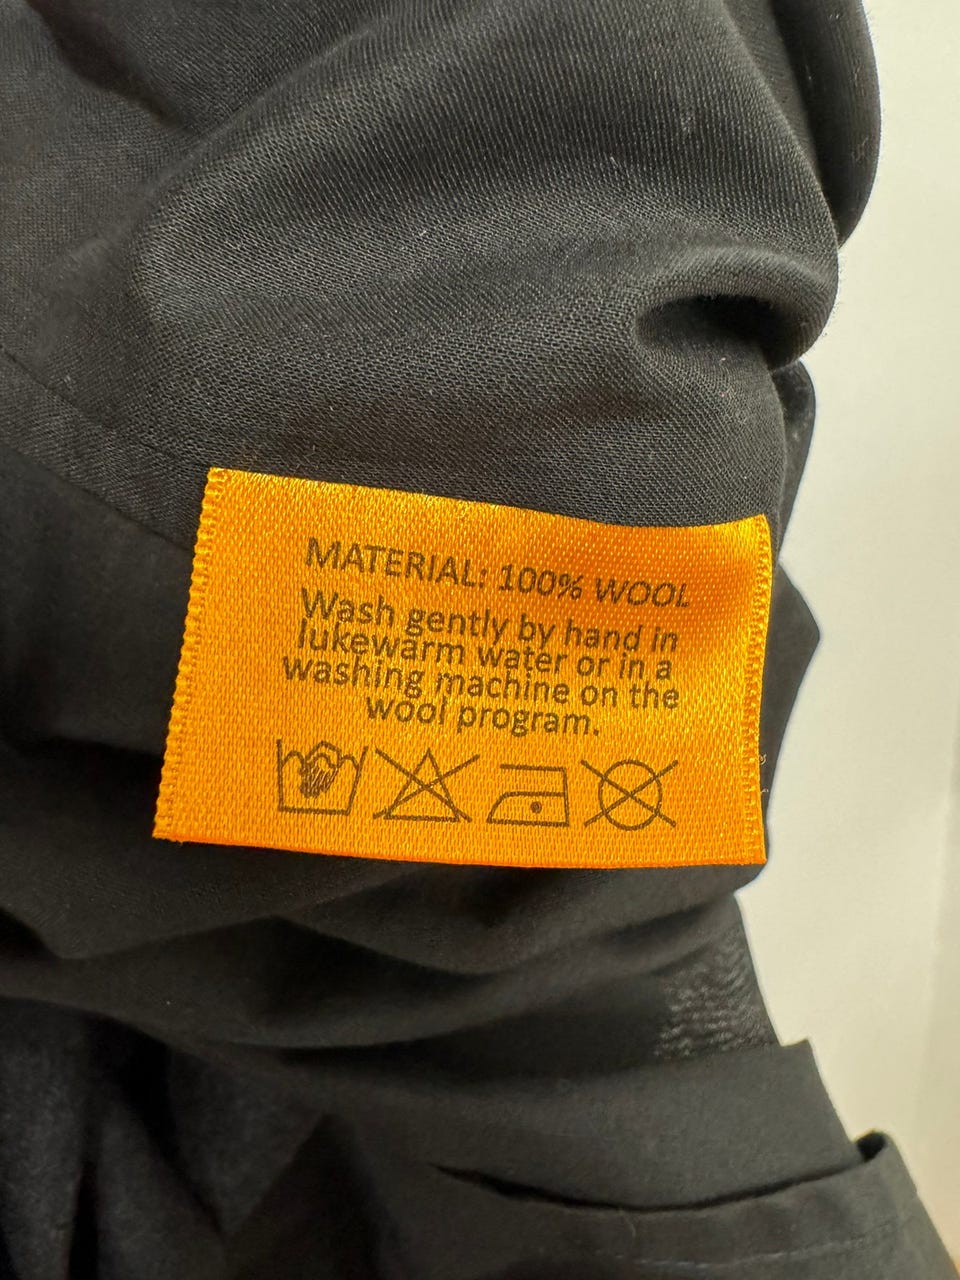 MATERIAL: 100% WOOL
Wash gently by hand in
lukewarm water or in a
washing machine on the
wool program.